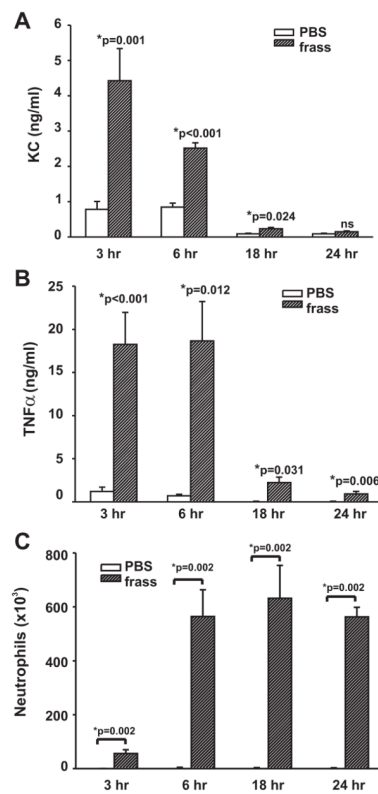 A
PBS
frass
6
5
4
3
2
1
0
KC (ng/ml)
*p=0.001
*p<0.001
*p=0.024
ns
3 hr 6 hr 18 hr 24 hr
B
PBS
frass
25
20
15
10
5
0
TNFα (ng/ml)
*p<0.001
*p=0.012
*p=0.031
*p=0.006
3 hr 6 hr 18 hr 24 hr
C
PBS
frass
800
600
400
200
0
Neutrophils (x10³)
*p=0.002
*p=0.002
*p=0.002
*p=0.002
3 hr 6 hr 18 hr 24 hr